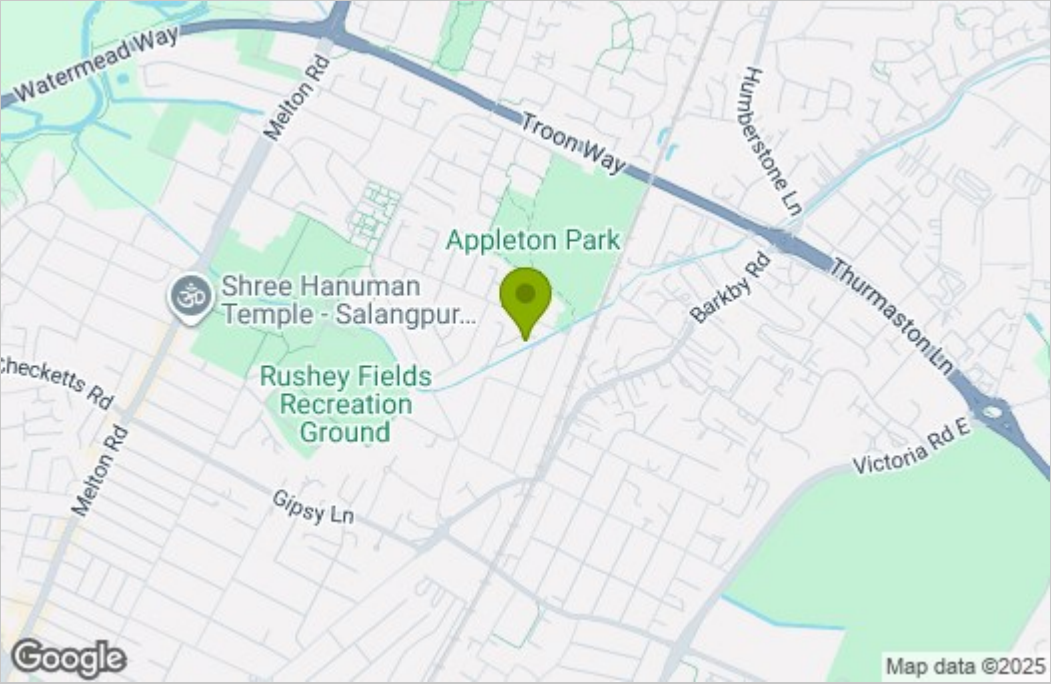 Watermead Way
Melton Rd
Troon Way
Humberstone Ln
Appleton Park
Shree Hanuman
Temple - Salangpur...
Barkby Rd
Thurmaston Ln
Checketts Rd
Rushey Fields
Recreation
Ground
Melton Rd
Victoria Rd E
Gipsy Ln
Google
Map data ©2025